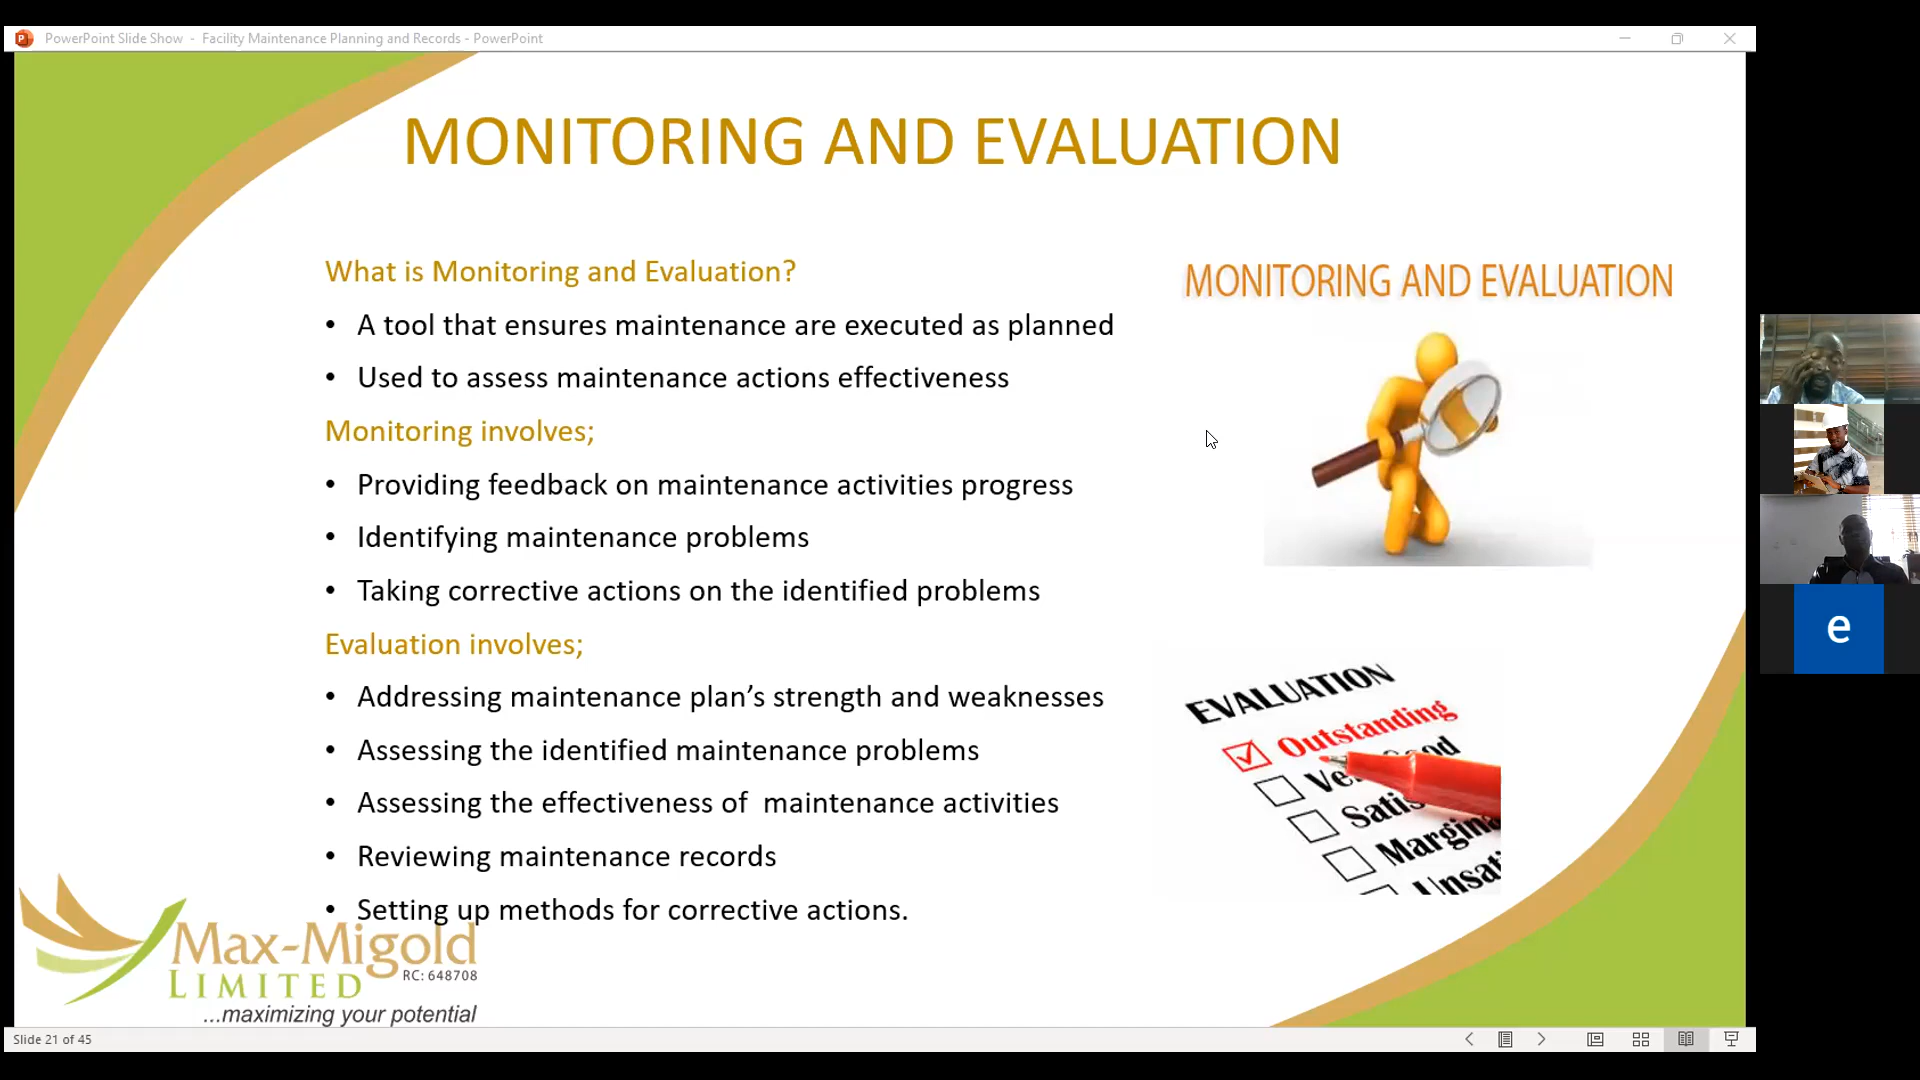 PowerPoint Slide Show - Facility Maintenance Planning and Records - PowerPoint
MONITORING AND EVALUATION
What is Monitoring and Evaluation?
• A tool that ensures maintenance are executed as planned
• Used to assess maintenance actions effectiveness
Monitoring involves;
• Providing feedback on maintenance activities progress
• Identifying maintenance problems
• Taking corrective actions on the identified problems
Evaluation involves;
• Addressing maintenance plan’s strength and weaknesses
• Assessing the identified maintenance problems
• Assessing the effectiveness of  maintenance activities
• Reviewing maintenance records
• Setting up methods for corrective actions.
MONITORING AND EVALUATION
EVALUATION
Outstanding
Max-Migold
LIMITED
RC: 648708
...maximizing your potential
e
Slide 21 of 45